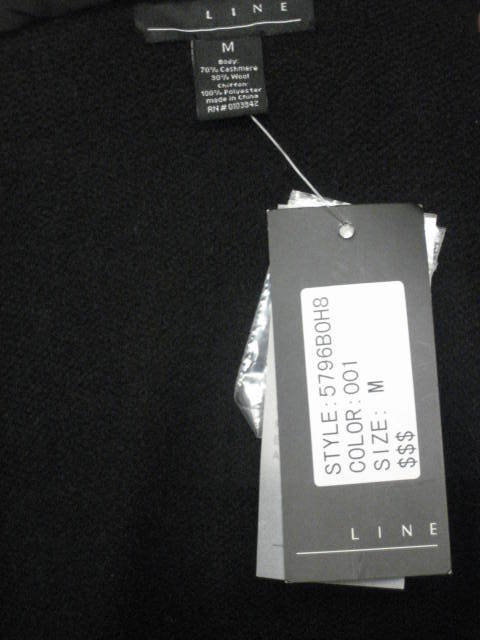 LINE
M
Body:
70% Cashmere
30% Wool
Chiffon:
100% Polyester
made in China
RN# 0103942
STYLE: 5796B0H8
COLOR: 001
SIZE: M
$$$
LINE